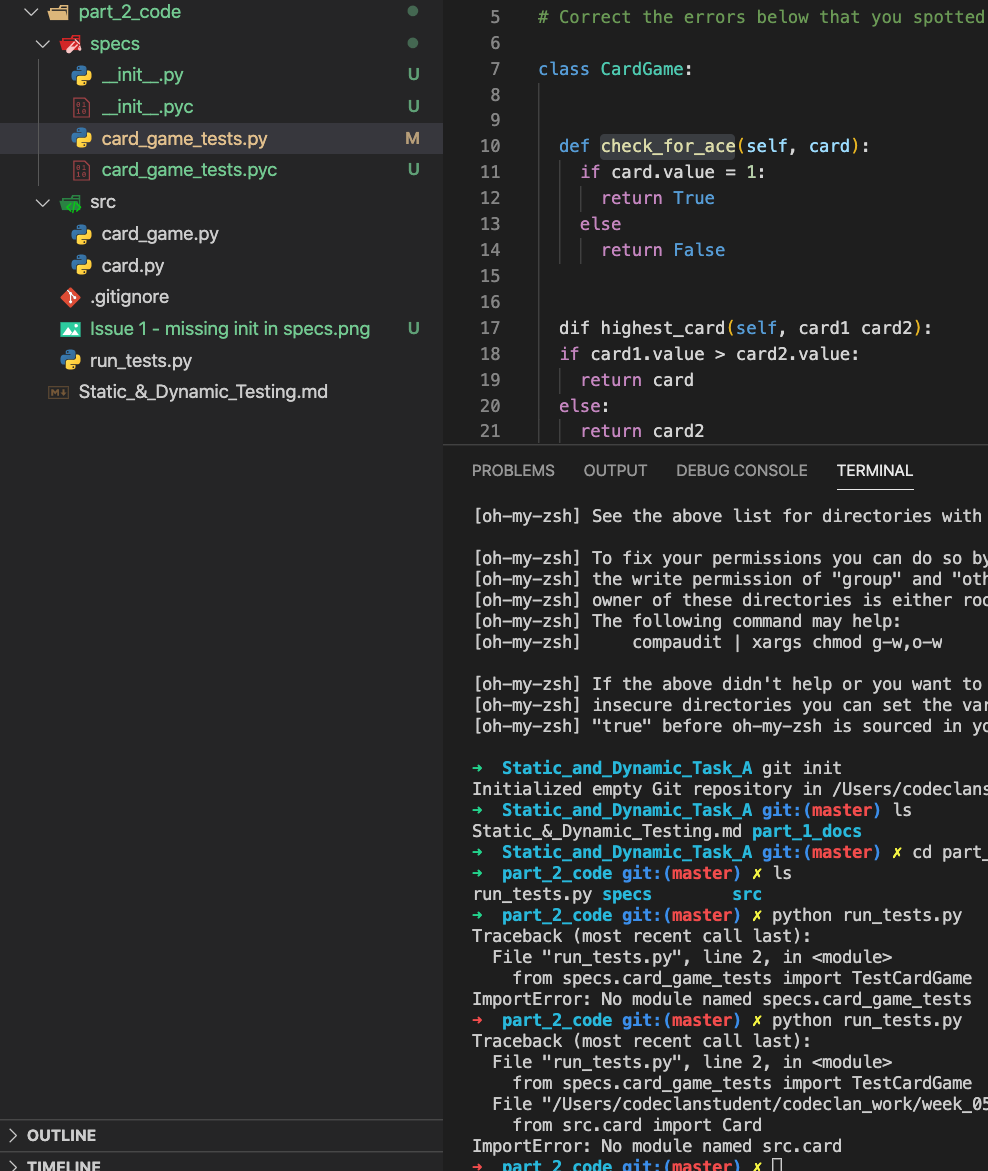 part_2_code
specs
__init__.py U
__init__.pyc U
card_game_tests.py M
card_game_tests.pyc U
src
card_game.py
card.py
.gitignore
Issue 1 - missing init in specs.png U
run_tests.py
Static_&_Dynamic_Testing.md
OUTLINE
TIMELINE
5 # Correct the errors below that you spotted
6
7 class CardGame:
8
9
10 def check_for_ace(self, card):
11 if card.value = 1:
12 return True
13 else
14 return False
15
16
17 dif highest_card(self, card1 card2):
18 if card1.value > card2.value:
19 return card
20 else:
21 return card2
PROBLEMS OUTPUT DEBUG CONSOLE TERMINAL
[oh-my-zsh] See the above list for directories with
[oh-my-zsh] To fix your permissions you can do so by
[oh-my-zsh] the write permission of "group" and "oth
[oh-my-zsh] owner of these directories is either roo
[oh-my-zsh] The following command may help:
[oh-my-zsh] compaudit | xargs chmod g-w,o-w
[oh-my-zsh] If the above didn't help or you want to
[oh-my-zsh] insecure directories you can set the var
[oh-my-zsh] "true" before oh-my-zsh is sourced in yo
➜ Static_and_Dynamic_Task_A git init
Initialized empty Git repository in /Users/codeclans
➜ Static_and_Dynamic_Task_A git:(master) ls
Static_&_Dynamic_Testing.md part_1_docs
➜ Static_and_Dynamic_Task_A git:(master) ✗ cd part_
➜ part_2_code git:(master) ✗ ls
run_tests.py specs src
➜ part_2_code git:(master) ✗ python run_tests.py
Traceback (most recent call last):
File "run_tests.py", line 2, in <module>
from specs.card_game_tests import TestCardGame
ImportError: No module named specs.card_game_tests
➜ part_2_code git:(master) ✗ python run_tests.py
Traceback (most recent call last):
File "run_tests.py", line 2, in <module>
from specs.card_game_tests import TestCardGame
File "/Users/codeclanstudent/codeclan_work/week_05
from src.card import Card
ImportError: No module named src.card
➜ part_2_code git:(master) ✗